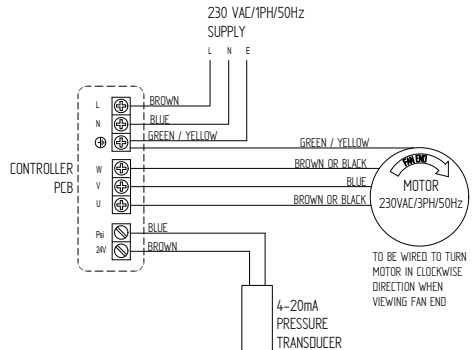 230 VAC/1PH/50Hz
SUPPLY
L N E
L BROWN
N BLUE
GREEN / YELLOW
GREEN / YELLOW
CONTROLLER
PCB
W BROWN OR BLACK
V BLUE
U BROWN OR BLACK
FAN END
MOTOR
230VAC/3PH/50Hz
Psi BLUE
24V BROWN
TO BE WIRED TO TURN
MOTOR IN CLOCKWISE
DIRECTION WHEN
VIEWING FAN END
4-20mA
PRESSURE
TRANSDUCER